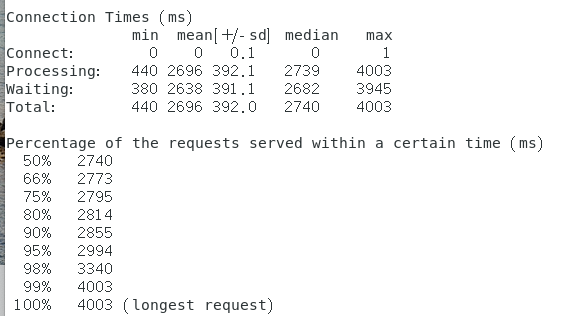 Connection Times (ms)
              min  mean[+/-sd] median   max
Connect:        0    0   0.1      0       1
Processing:   440 2696 392.1   2739    4003
Waiting:      380 2638 391.1   2682    3945
Total:        440 2696 392.0   2740    4003

Percentage of the requests served within a certain time (ms)
  50%   2740
  66%   2773
  75%   2795
  80%   2814
  90%   2855
  95%   2994
  98%   3340
  99%   4003
 100%   4003 (longest request)